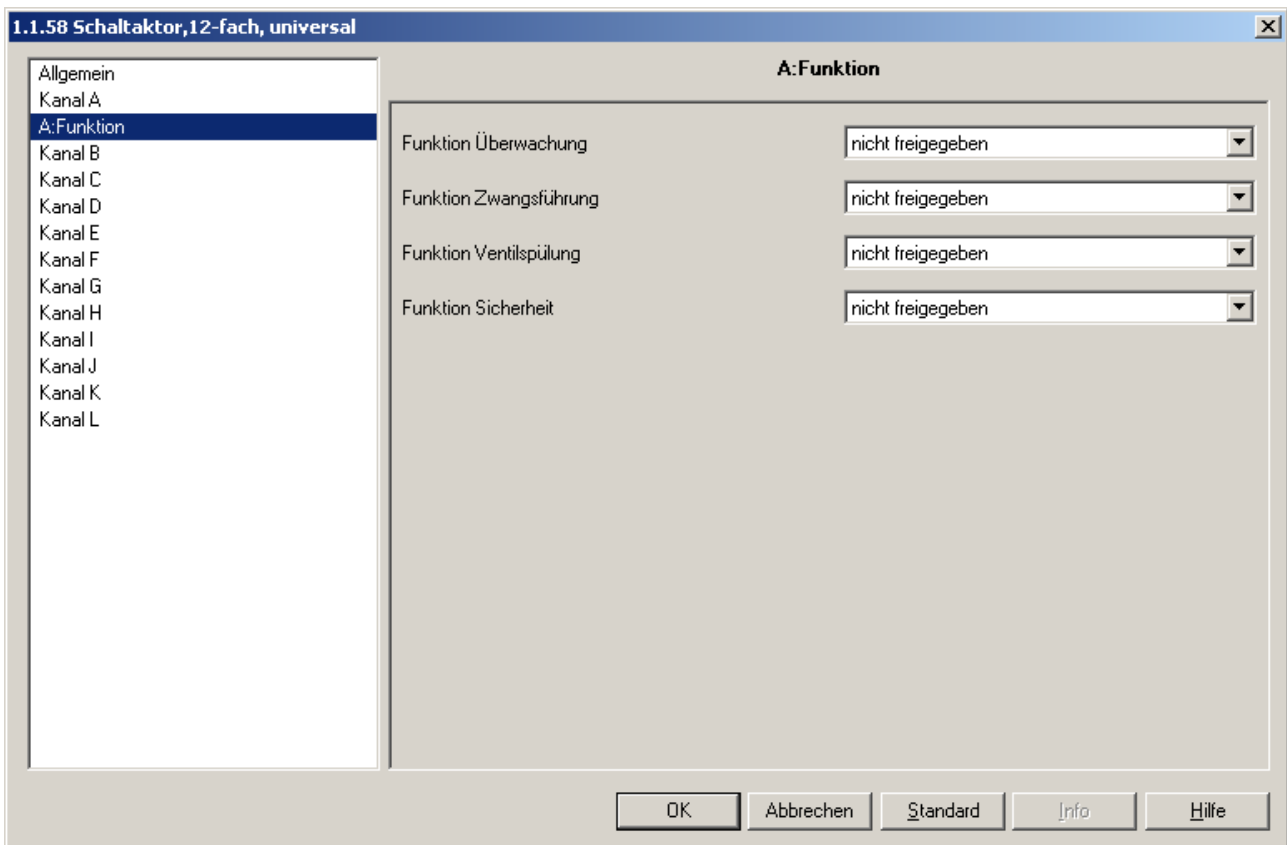 1.1.58 Schaltaktor,12-fach, universal
Allgemein
Kanal A
A:Funktion
Kanal B
Kanal C
Kanal D
Kanal E
Kanal F
Kanal G
Kanal H
Kanal I
Kanal J
Kanal K
Kanal L
A:Funktion
Funktion Überwachung nicht freigegeben
Funktion Zwangsführung nicht freigegeben
Funktion Ventilspülung nicht freigegeben
Funktion Sicherheit nicht freigegeben
OK Abbrechen Standard Info Hilfe